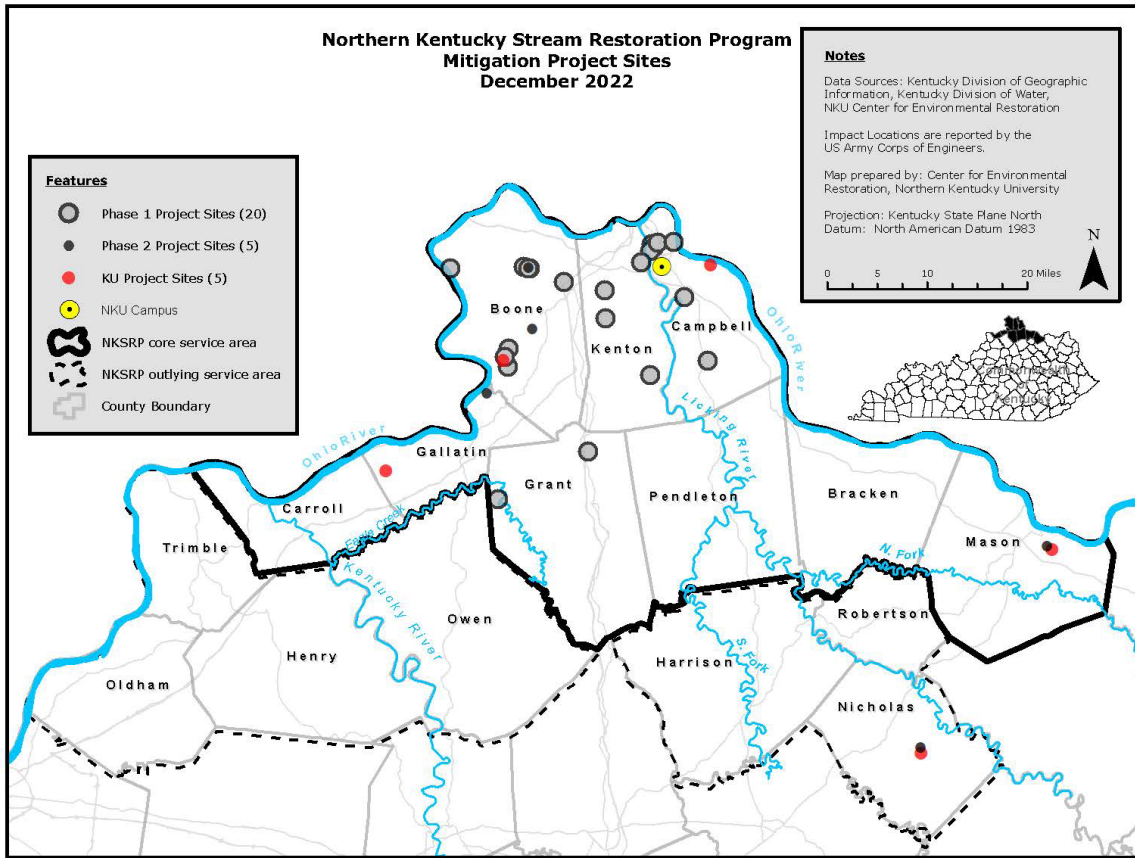 Northern Kentucky Stream Restoration Program
Mitigation Project Sites
December 2022
Notes
Data Sources: Kentucky Division of Geographic
Information, Kentucky Division of Water,
NKU Center for Environmental Restoration
Impact Locations are reported by the
US Army Corps of Engineers.
Map prepared by: Center for Environmental
Restoration, Northern Kentucky University
Projection: Kentucky State Plane North
Datum: North American Datum 1983
N
0 5 10 20 Miles
Features
Phase 1 Project Sites (20)
Phase 2 Project Sites (5)
KU Project Sites (5)
NKU Campus
NKSRP core service area
NKSRP outlying service area
County Boundary
Boone
Kenton
Campbell
Ohio River
Commonwealth
of
Kentucky
Licking River
Ohio River
Gallatin
Grant
Pendleton
Bracken
Carroll
Eagle Creek
Trimble
Mason
N. Fork
Kentucky River
Owen
Robertson
Henry
Harrison
S. Fork
Oldham
Nicholas